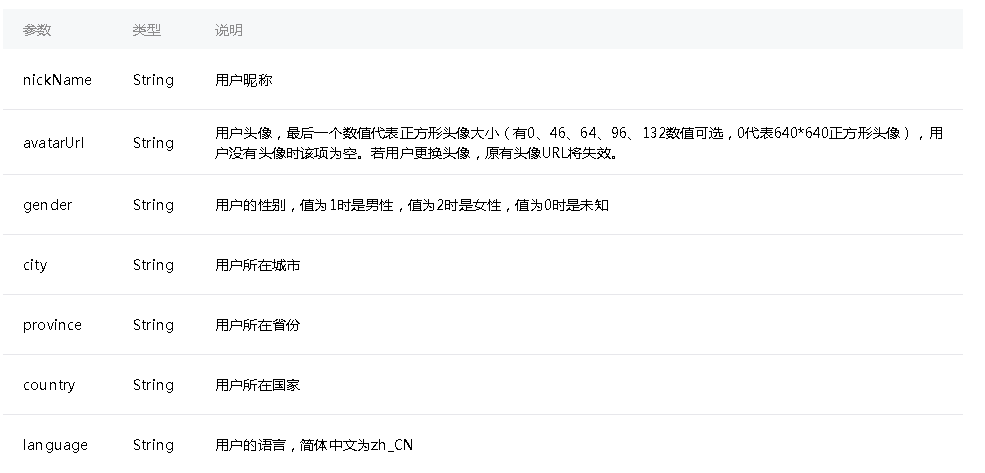 参数 类型 说明
nickName String 用户昵称
avatarUrl String 用户头像，最后一个数值代表正方形头像大小（有0、46、64、96、132数值可选，0代表640*640正方形头像），用
户没有头像时该项为空。若用户更换头像，原有头像URL将失效。
gender String 用户的性别，值为1时是男性，值为2时是女性，值为0时是未知
city String 用户所在城市
province String 用户所在省份
country String 用户所在国家
language String 用户的语言，简体中文为zh_CN